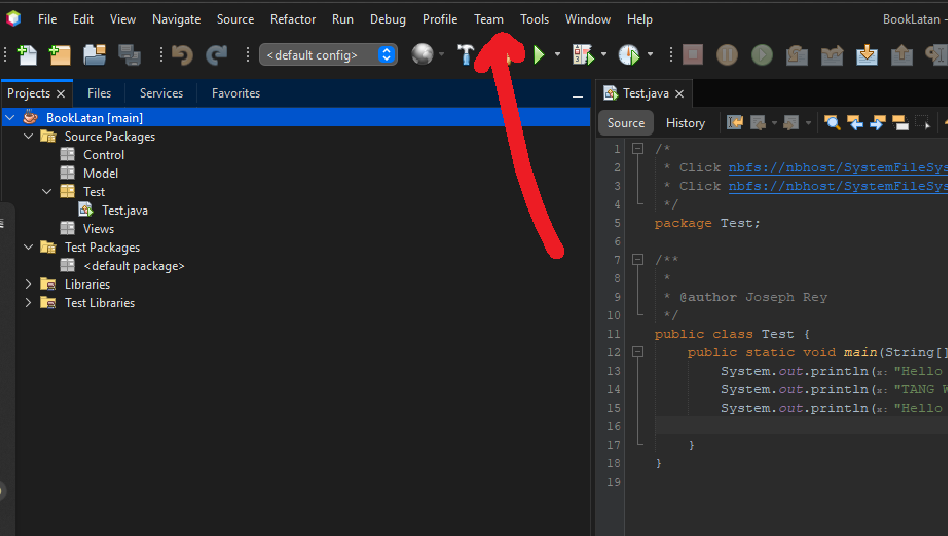 File Edit View Navigate Source Refactor Run Debug Profile Team Tools Window Help BookLatan -
<default config>
Projects Files Services Favorites
BookLatan [main]
Source Packages
Control
Model
Test
Test.java
Views
Test Packages
<default package>
Libraries
Test Libraries
Test.java
Source History
1 /*
2 * Click nbfs://nbhost/SystemFileSys
3 * Click nbfs://nbhost/SystemFileSys
4 */
5 package Test;
6
7 /**
8 *
9 * @author Joseph Rey
10 */
11 public class Test {
12 public static void main(String[]
13 System.out.println(x: "Hello
14 System.out.println(x: "TANG W
15 System.out.println(x: "Hello
16
17 }
18 }
19